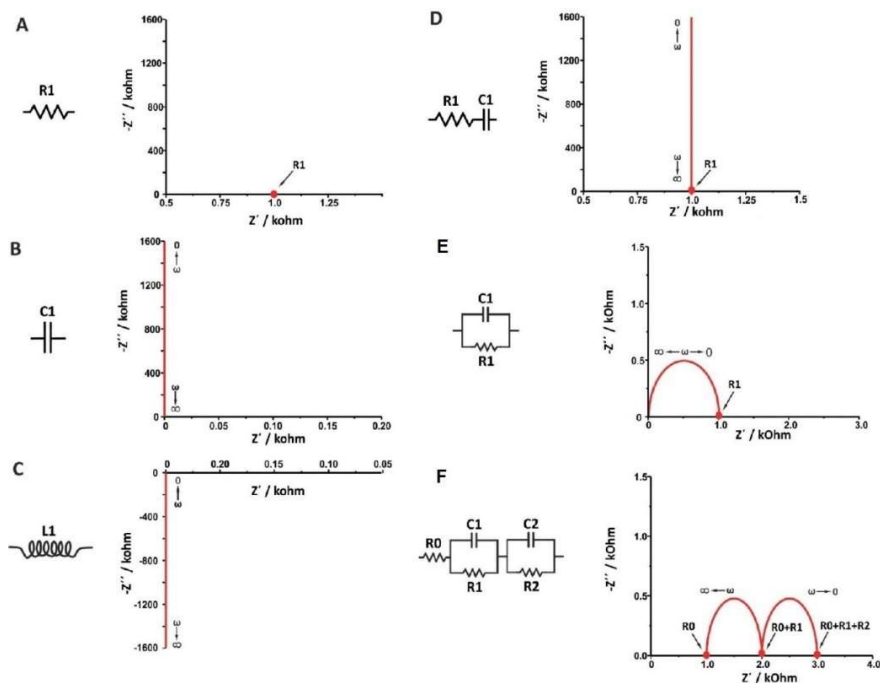 A
R1
-Z´´ / kohm
1600
1200
800
400
0
R1
0.5
0.75
1.0
1.25
Z´ / kohm
B
C1
-Z´´ / kohm
1600
1400
1200
800
400
0
ω→0
ω→∞
0
0.05
0.10
0.15
0.20
Z´ / kohm
C
L1
0
0.20
0.15
0.10
0.05
Z´ / kohm
-Z´´ / kohm
0
-400
-800
-1200
-1600
ω→0
ω→∞
D
R1 C1
-Z´´ / kohm
1600
1200
800
400
0
ω→0
ω→∞
R1
0.5
0.75
1.0
1.25
1.5
Z´ / kohm
E
C1
R1
-Z´´ / kOhm
1.5
1.0
0.5
0.0
∞←ω→0
R1
0
1.0
2.0
3.0
Z´ / kOhm
F
R0 C1 C2
R1 R2
-Z´´ / kOhm
1.5
1.0
0.5
0.0
∞←ω
ω→0
R0
R0+R1
R0+R1+R2
0
1.0
2.0
3.0
4.0
Z´ / kOhm